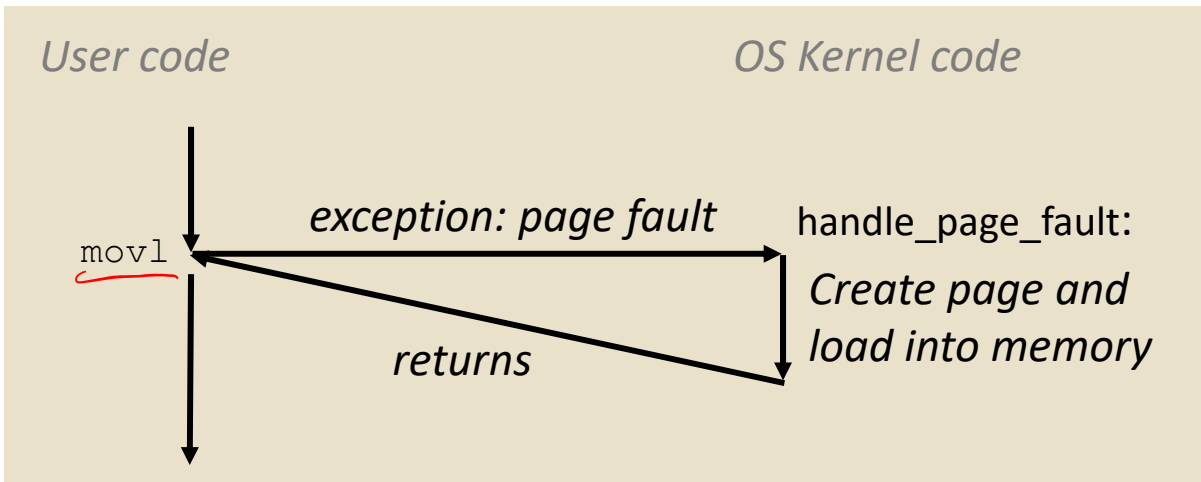 User code
OS Kernel code
exception: page fault
handle_page_fault:
movl
Create page and
load into memory
returns